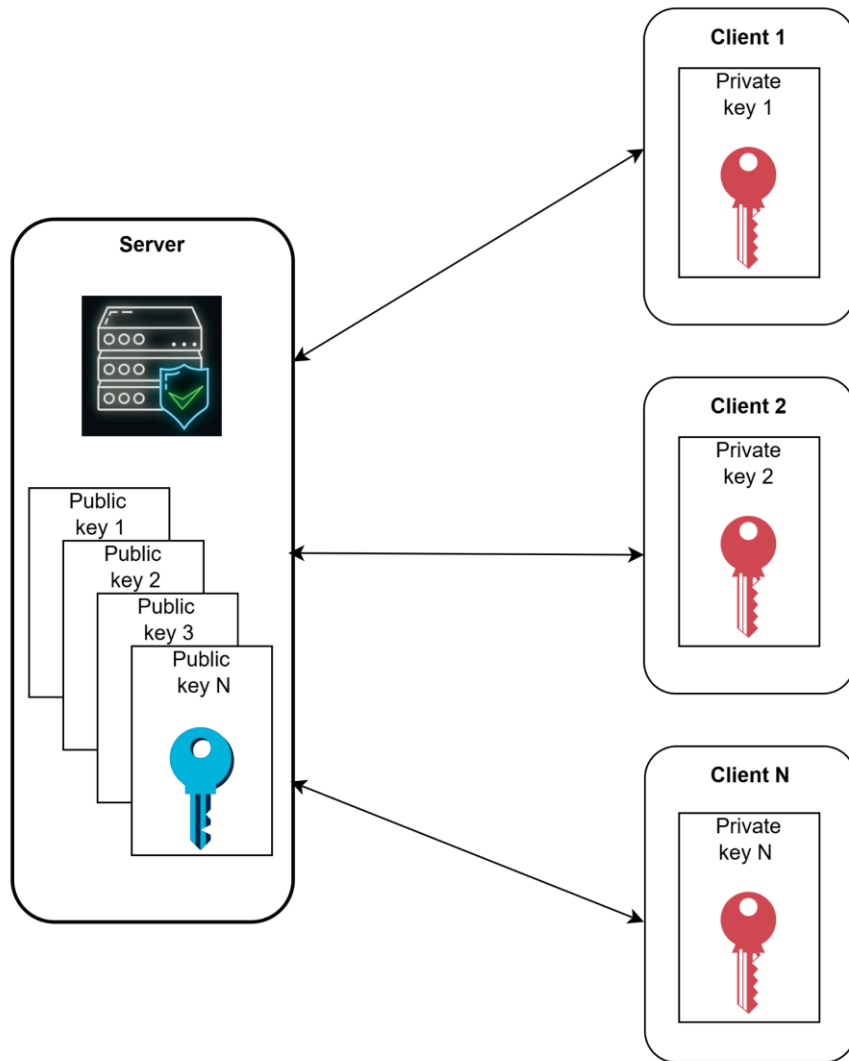 Server
Public
key 1
Public
key 2
Public
key 3
Public
key N
Client 1
Private
key 1
Client 2
Private
key 2
Client N
Private
key N